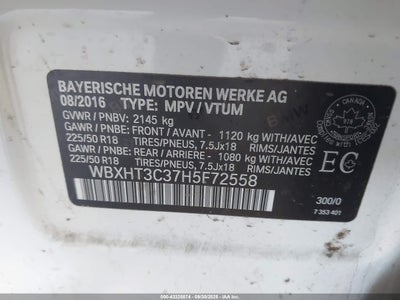 BAYERISCHE MOTOREN WERKE AG
08/2016 TYPE: MPV / VTUM
GVWR / PNBV: 2145 kg
GAWR / PNBE: FRONT / AVANT - 1120 kg WITH/AVEC
225/50 R18 TIRES/PNEUS, 7.5Jx18 RIMS/JANTES
GAWR / PNBE: REAR / ARRIERE - 1080 kg WITH/AVEC
225/50 R18 TIRES/PNEUS, 7.5Jx18 RIMS/JANTES
WBXHT3C37H5F72558
CANADA
EC
300/0
7 353 401